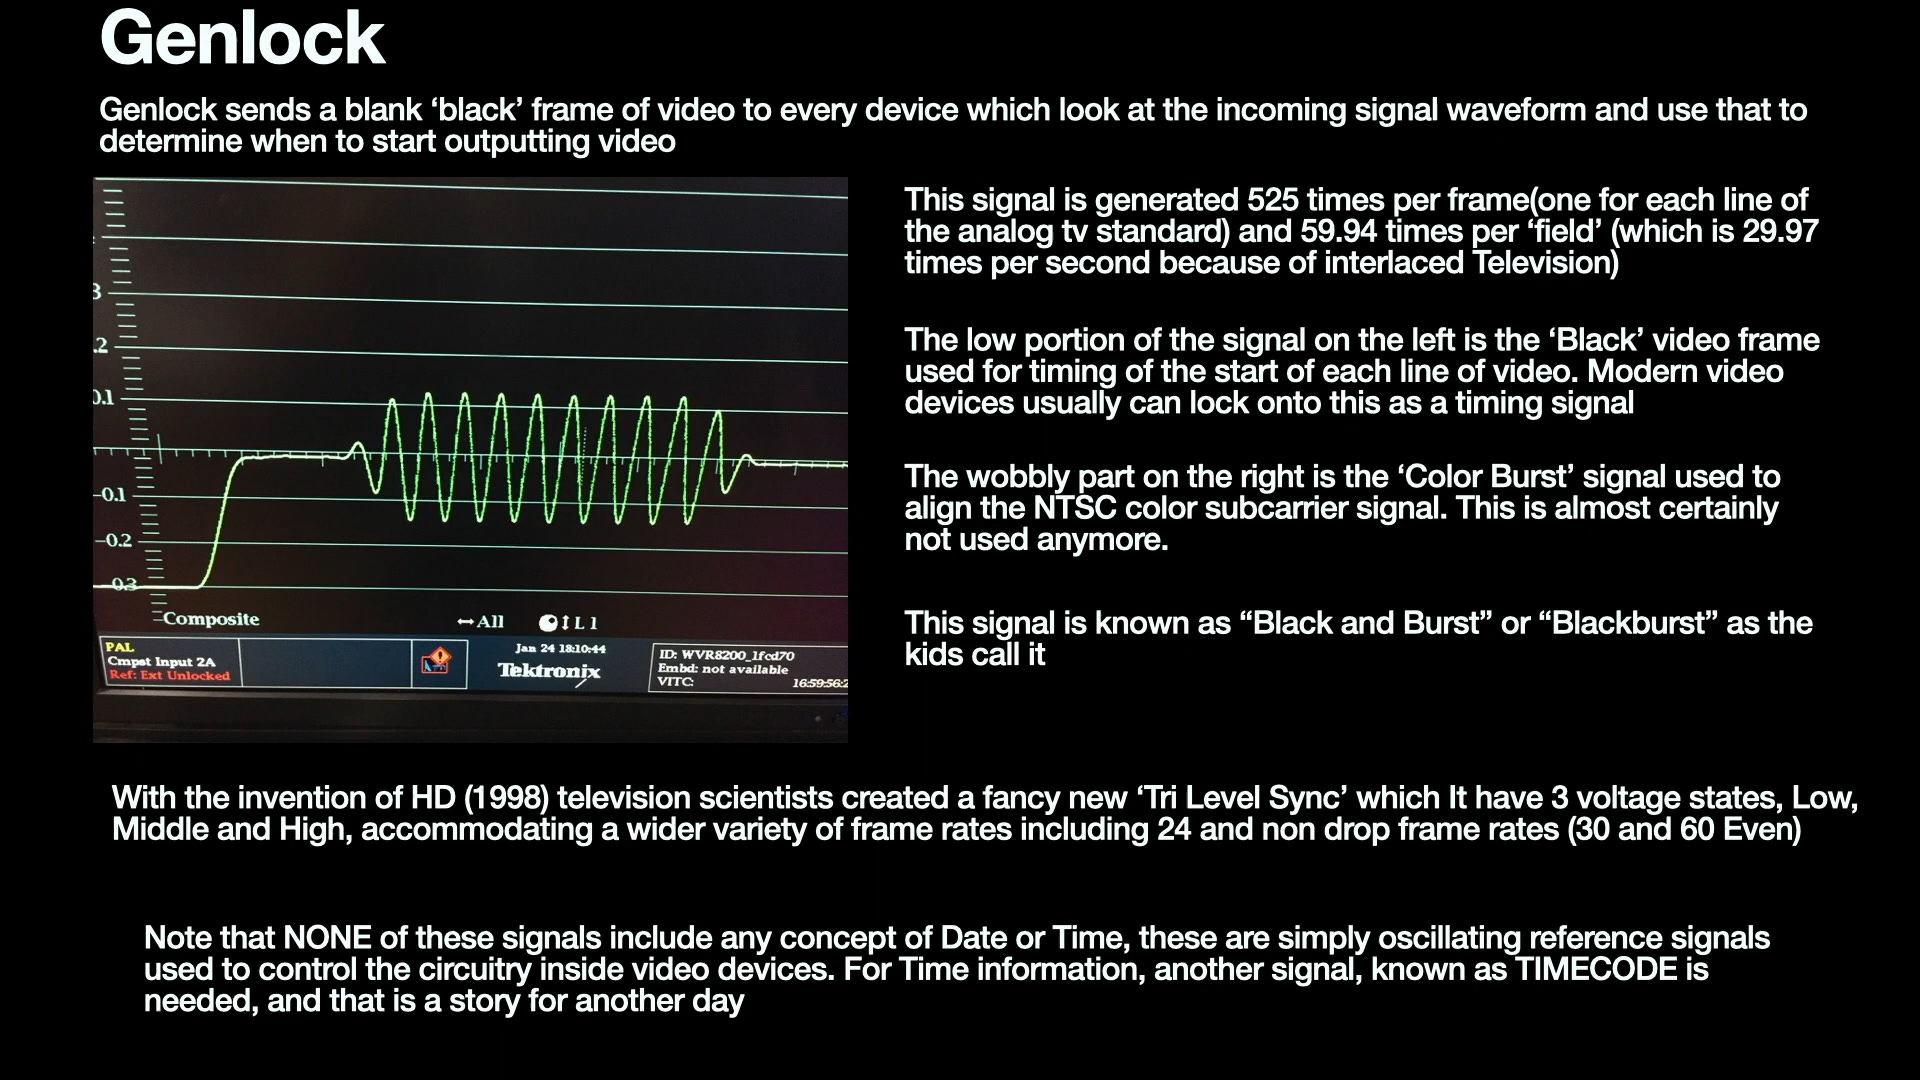 Genlock
Genlock sends a blank ‘black’ frame of video to every device which look at the incoming signal waveform and use that to
determine when to start outputting video
This signal is generated 525 times per frame(one for each line of
the analog tv standard) and 59.94 times per ‘field’ (which is 29.97
times per second because of interlaced Television)
The low portion of the signal on the left is the ‘Black’ video frame
used for timing of the start of each line of video. Modern video
devices usually can lock onto this as a timing signal
The wobbly part on the right is the ‘Color Burst’ signal used to
align the NTSC color subcarrier signal. This is almost certainly
not used anymore.
This signal is known as “Black and Burst” or “Blackburst” as the
kids call it
3
.2
0.1
-0.1
-0.2
-0.3
Composite
All
L 1
PAL
Cmpst Input 2A
Ref: Ext Unlocked
Jan 24 18:10:44
Tektronix
ID: WVR8200_1fcd70
Embd: not available
VITC:
16:59:56:2
With the invention of HD (1998) television scientists created a fancy new ‘Tri Level Sync’ which It have 3 voltage states, Low,
Middle and High, accommodating a wider variety of frame rates including 24 and non drop frame rates (30 and 60 Even)
Note that NONE of these signals include any concept of Date or Time, these are simply oscillating reference signals
used to control the circuitry inside video devices. For Time information, another signal, known as TIMECODE is
needed, and that is a story for another day